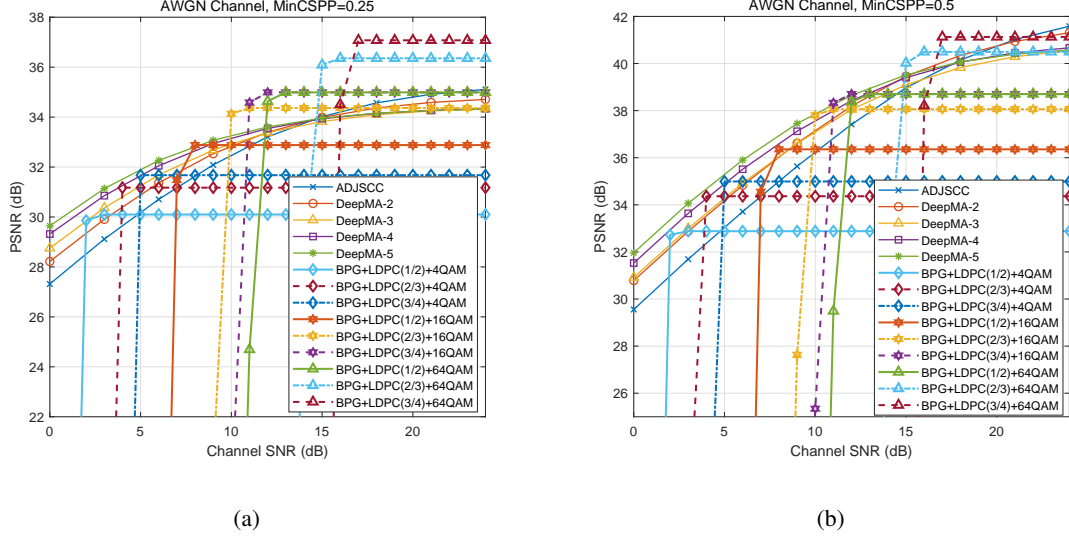 AWGN Channel, MinCSPP=0.25
38
36
34
32
30
28
26
24
22
PSNR (dB)
0
5
10
15
20
Channel SNR (dB)
ADJSCC
DeepMA-2
DeepMA-3
DeepMA-4
DeepMA-5
BPG+LDPC(1/2)+4QAM
BPG+LDPC(2/3)+4QAM
BPG+LDPC(3/4)+4QAM
BPG+LDPC(1/2)+16QAM
BPG+LDPC(2/3)+16QAM
BPG+LDPC(3/4)+16QAM
BPG+LDPC(1/2)+64QAM
BPG+LDPC(2/3)+64QAM
BPG+LDPC(3/4)+64QAM
(a)
AWGN Channel, MinCSPP=0.5
42
40
38
36
34
32
30
28
26
PSNR (dB)
0
5
10
15
20
Channel SNR (dB)
ADJSCC
DeepMA-2
DeepMA-3
DeepMA-4
DeepMA-5
BPG+LDPC(1/2)+4QAM
BPG+LDPC(2/3)+4QAM
BPG+LDPC(3/4)+4QAM
BPG+LDPC(1/2)+16QAM
BPG+LDPC(2/3)+16QAM
BPG+LDPC(3/4)+16QAM
BPG+LDPC(1/2)+64QAM
BPG+LDPC(2/3)+64QAM
BPG+LDPC(3/4)+64QAM
(b)